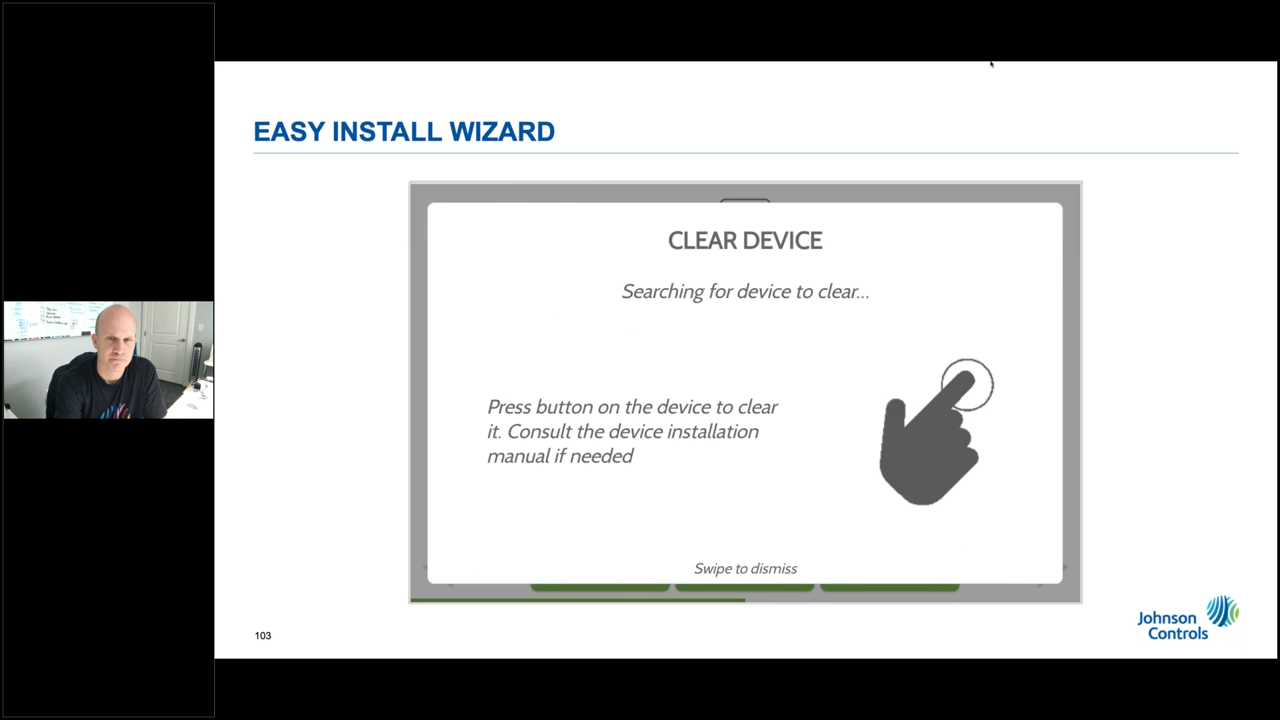 EASY INSTALL WIZARD
CLEAR DEVICE
Searching for device to clear...
Press button on the device to clear
it. Consult the device installation
manual if needed
Swipe to dismiss
103
Johnson
Controls